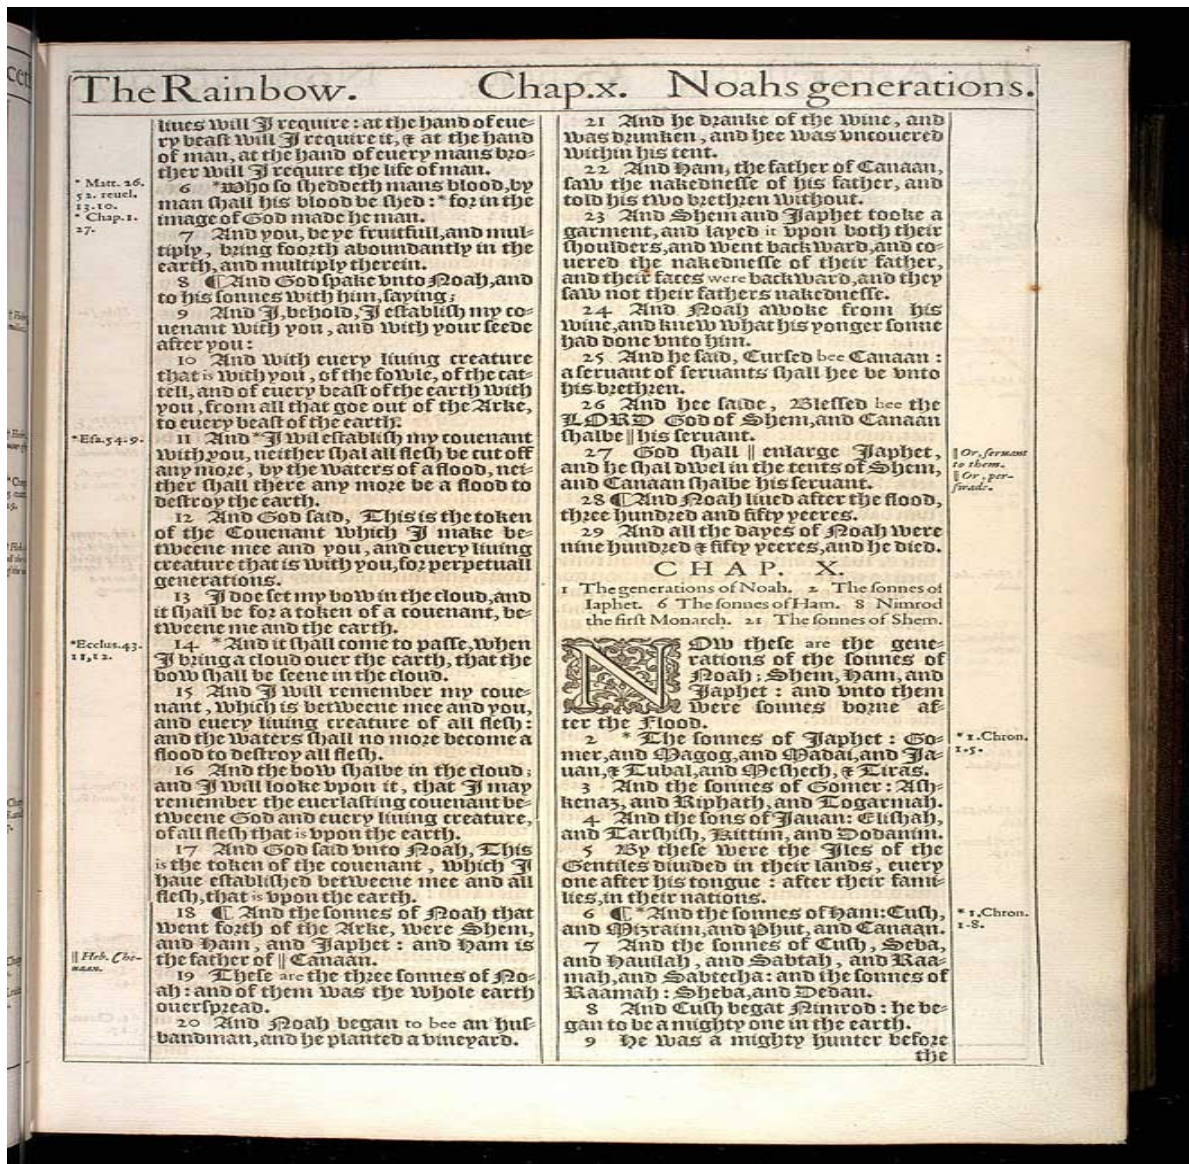 The Rainbow. Chap.x. Noahs generations.
liues will I require: at the hand of eue-
ry beast will I require it, & at the hand
of man, at the hand of euery mans bro-
ther will I require the life of man.
6 *Who so sheddeth mans blood, by
man shall his blood be shed: *for in the
image of God made he man.
7 And you, be ye fruitfull, and mul-
tiply, bring foorth aboundantly in the
earth, and multiply therein.
8 ¶ And God spake vnto Noah, and
to his sonnes with him, saying;
9 And I, behold, I establish my co-
uenant with you, and with your seede
after you:
10 And with euery liuing creature
that is with you, of the fowle, of the cat-
tell, and of euery beast of the earth with
you, from all that goe out of the Arke,
to euery beast of the earth.
11 And *I wil establish my couenant
with you, neither shal all flesh be cut off
any more, by the waters of a flood, nei-
ther shall there any more be a flood to
destroy the earth.
12 And God said, This is the token
of the Couenant which I make be-
tweene mee and you, and euery liuing
creature that is with you, for perpetuall
generations.
13 I doe set my bow in the cloud, and
it shall be for a token of a couenant, be-
tweene me and the earth.
14 *And it shall come to passe, when
I bring a cloud ouer the earth, that the
bow shall be seene in the cloud.
15 And I will remember my coue-
nant, which is betweene mee and you,
and euery liuing creature of all flesh:
and the waters shall no more become a
flood to destroy all flesh.
16 And the bow shalbe in the cloud;
and I will looke vpon it, that I may
remember the euerlasting couenant be-
tweene God and euery liuing creature,
of all flesh that is vpon the earth.
17 And God said vnto Noah, This
is the token of the couenant, which I
haue established betweene mee and all
flesh, that is vpon the earth.
18 ¶ And the sonnes of Noah that
went forth of the Arke, were Shem,
and Ham, and Iaphet: and Ham is
the father of || Canaan.
19 These are the three sonnes of No-
ah: and of them was the whole earth
ouerspread.
20 And Noah began to bee an hus-
bandman, and he planted a vineyard.
* Matt. 26.
52. reuel.
13.10.
* Chap.1.
27.
*Esa.54.9.
*Ecclus.43.
11,12.
|| Heb. Che-
naan.
21 And he dranke of the wine, and
was drunken, and hee was vncouered
within his tent.
22 And Ham, the father of Canaan,
saw the nakednesse of his father, and
told his two brethren without.
23 And Shem and Iaphet tooke a
garment, and layed it vpon both their
shoulders, and went backward, and co-
uered the nakednesse of their father,
and their faces were backward, and they
saw not their fathers nakednesse.
24 And Noah awoke from his
wine, and knew what his yonger sonne
had done vnto him.
25 And he said, Cursed bee Canaan:
a seruant of seruants shall hee be vnto
his brethren.
26 And hee saide, Blessed bee the
LORD God of Shem, and Canaan
shalbe || his seruant.
27 God shall || enlarge Iaphet,
and he shal dwel in the tents of Shem,
and Canaan shalbe his seruant.
28 ¶ And Noah liued after the flood,
three hundred and fifty yeeres.
29 And all the dayes of Noah were
nine hundred & fifty yeeres, and he died.
CHAP. X.
1 The generations of Noah. 2 The sonnes of
Iaphet. 6 The sonnes of Ham. 8 Nimrod
the first Monarch. 21 The sonnes of Shem.
NOw these are the gene-
rations of the sonnes of
Noah; Shem, Ham, and
Iaphet: and vnto them
were sonnes borne af-
ter the Flood.
2 * The sonnes of Iaphet: Go-
mer, and Magog, and Madai, and Ia-
uan, & Tubal, and Meshech, & Tiras.
3 And the sonnes of Gomer: Ash-
kenaz, and Riphath, and Togarmah.
4 And the sons of Iauan: Elishah,
and Tarshish, Kittim, and Dodanim.
5 By these were the Iles of the
Gentiles diuided in their lands, euery
one after his tongue: after their fami-
lies, in their nations.
6 ¶ *And the sonnes of Ham: Cush,
and Mizraim, and Phut, and Canaan.
7 And the sonnes of Cush, Seba,
and Hauilah, and Sabtah, and Raa-
mah, and Sabtecha: and the sonnes of
Raamah: Sheba, and Dedan.
8 And Cush begat Nimrod: he be-
gan to be a mighty one in the earth.
9 He was a mighty hunter before
the
|| Or, seruant
to them.
|| Or, per-
swade.
* 1.Chron.
1.5.
* 1.Chron.
1.8.